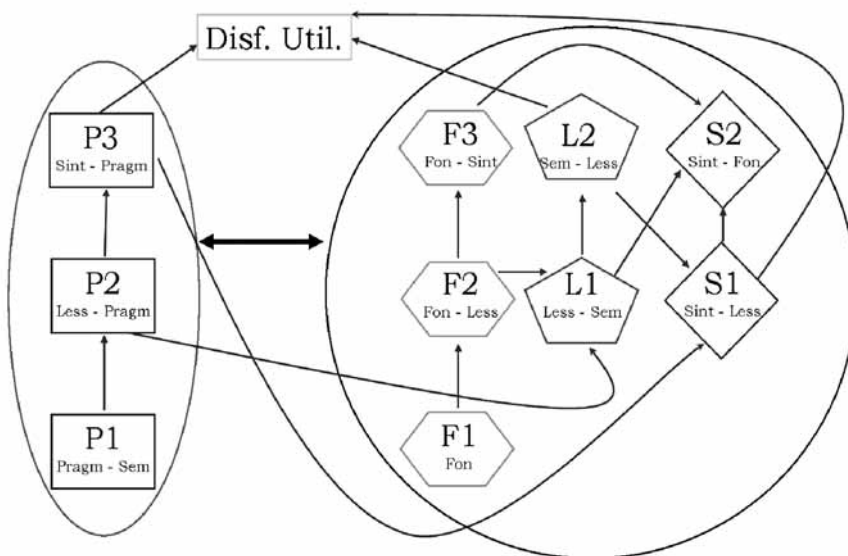 Disf. Util.
P3
Sint - Pragm
F3
Fon - Sint
L2
Sem - Less
S2
Sint - Fon
P2
Less - Pragm
F2
Fon - Less
L1
Less - Sem
S1
Sint - Less
P1
Pragm - Sem
F1
Fon